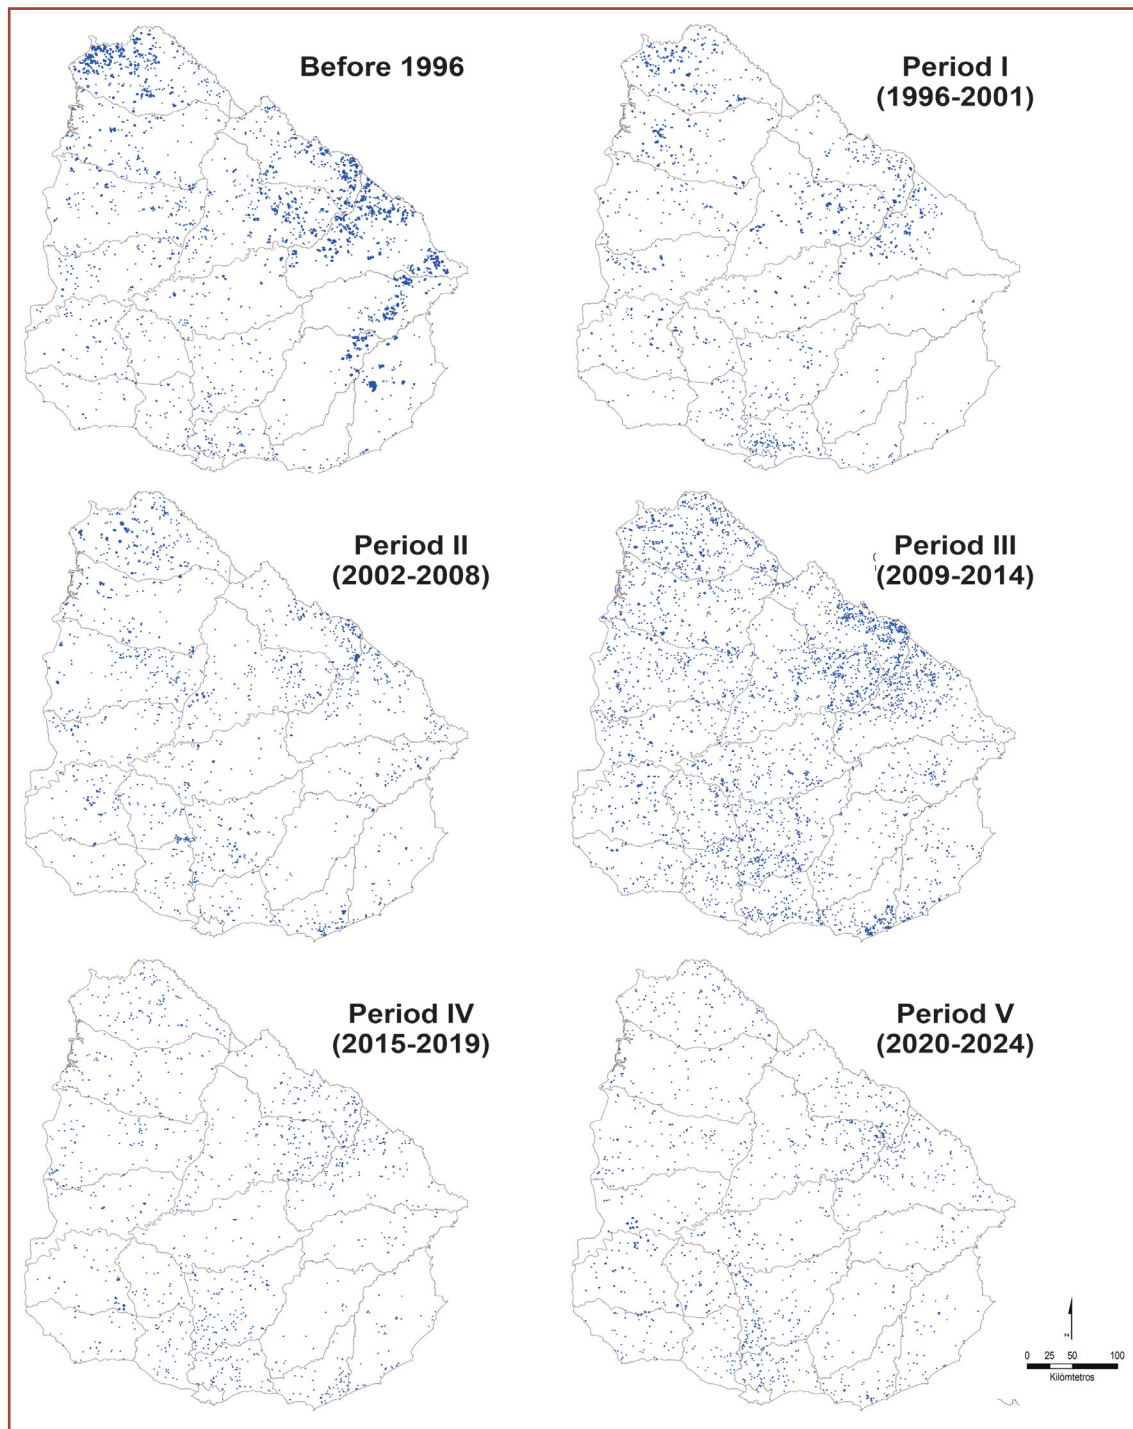 Before 1996
Period I
(1996-2001)
Period II
(2002-2008)
Period III
(2009-2014)
Period IV
(2015-2019)
Period V
(2020-2024)
N
0 25 50 100
Kilómtetros